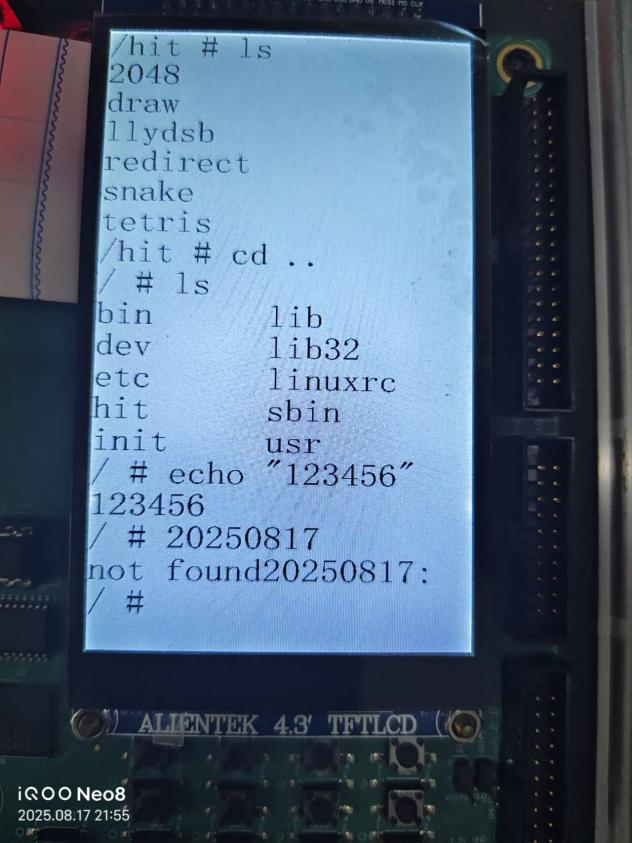 /hit # ls
2048
draw
llydsb
redirect
snake
tetris
/hit # cd ..
/ # ls
bin lib
dev lib32
etc linuxrc
hit sbin
init usr
/ # echo "123456"
123456
/ # 20250817
not found20250817:
/ #
ALIENTEK 4.3' TFTLCD
iQOO Neo8
2025.08.17 21:55